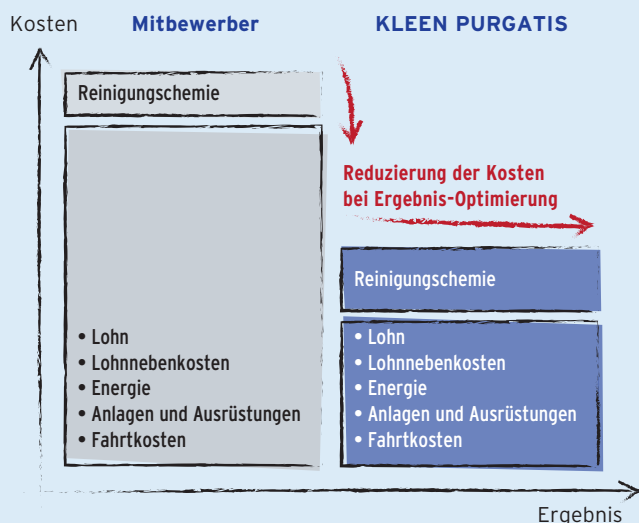 Kosten
Mitbewerber
KLEEN PURGATIS
Reinigungschemie
Reduzierung der Kosten
bei Ergebnis-Optimierung
Reinigungschemie
• Lohn
• Lohnnebenkosten
• Energie
• Anlagen und Ausrüstungen
• Fahrtkosten
• Lohn
• Lohnnebenkosten
• Energie
• Anlagen und Ausrüstungen
• Fahrtkosten
Ergebnis